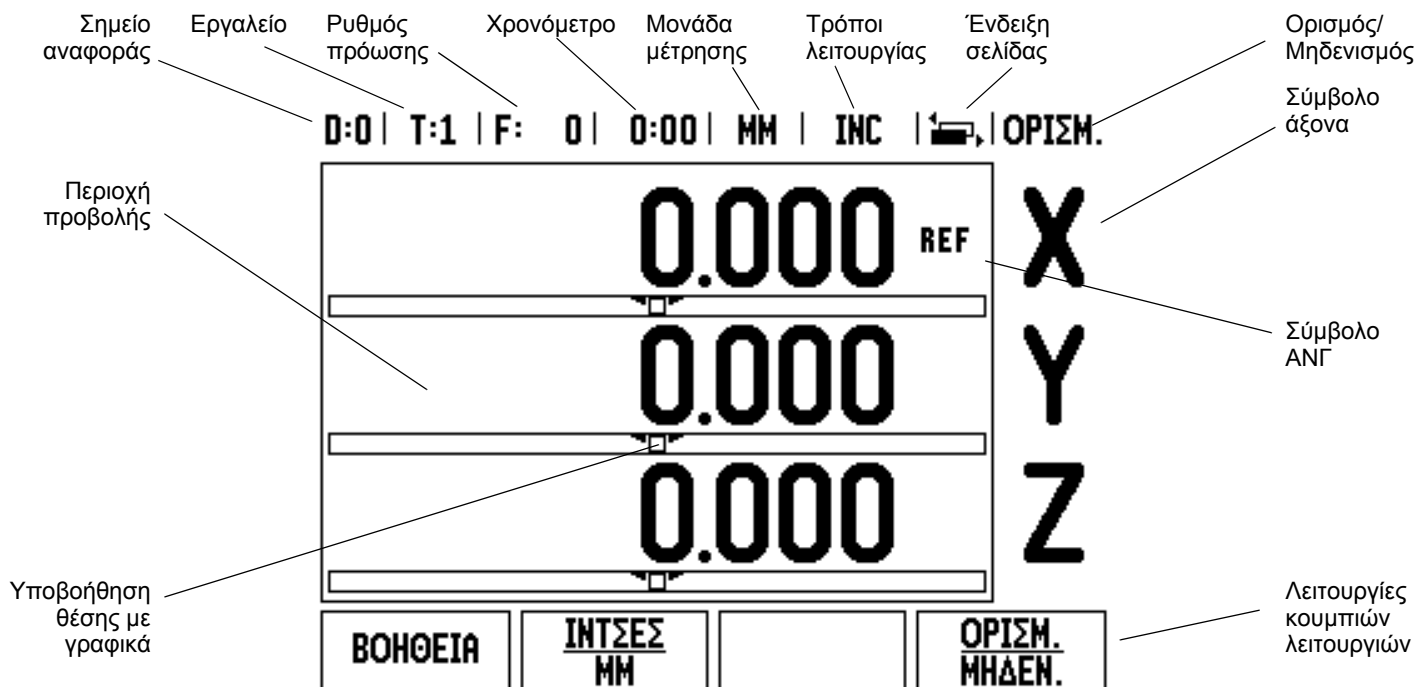 Σημείο
αναφοράς
Εργαλείο
Ρυθμός
πρόωσης
Χρονόμετρο
Μονάδα
μέτρησης
Τρόποι
λειτουργίας
Ένδειξη
σελίδας
Ορισμός/
Μηδενισμός
Σύμβολο
άξονα
D:0 | T:1 | F: 0 | 0:00 | MM | INC | | ΟΡΙΣΜ.
Περιοχή
προβολής
0.000 REF X
Σύμβολο
ΑΝΓ
0.000 Y
0.000 Z
Υποβοήθηση
θέσης με
γραφικά
Λειτουργίες
κουμπιών
λειτουργιών
ΒΟΗΘΕΙΑ
ΙΝΤΣΕΣ
MM
ΟΡΙΣΜ.
ΜΗΔΕΝ.